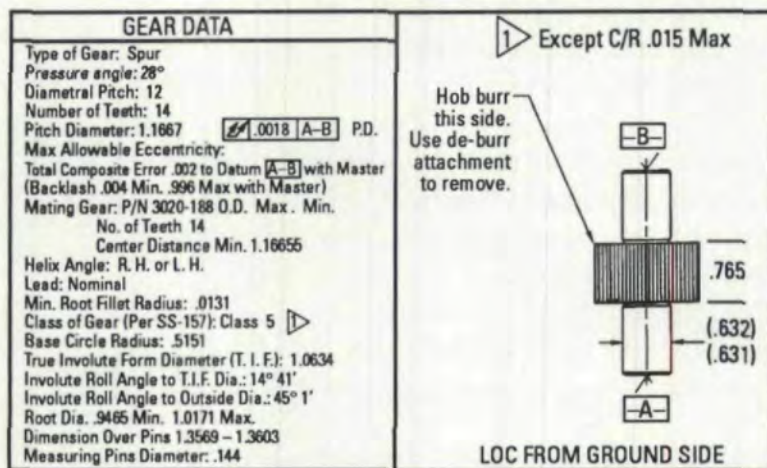 GEAR DATA
Type of Gear: Spur
Pressure angle: 28°
Diametral Pitch: 12
Number of Teeth: 14
Pitch Diameter: 1.1667 .0018 A–B P.D.
Max Allowable Eccentricity:
Total Composite Error .002 to Datum A–B with Master
(Backlash .004 Min. .996 Max with Master)
Mating Gear: P/N 3020-188 O.D. Max. Min.
No. of Teeth 14
Center Distance Min. 1.16655
Helix Angle: R. H. or L. H.
Lead: Nominal
Min. Root Fillet Radius: .0131
Class of Gear (Per SS-157): Class 5 1
Base Circle Radius: .5151
True Involute Form Diameter (T. I. F.): 1.0634
Involute Roll Angle to T.I.F. Dia.: 14° 41'
Involute Roll Angle to Outside Dia.: 45° 1'
Root Dia. .9465 Min. 1.0171 Max.
Dimension Over Pins 1.3569 – 1.3603
Measuring Pins Diameter: .144
1 Except C/R .015 Max
Hob burr
this side.
Use de-burr
attachment
to remove.
–B–
.765
(.632)
(.631)
–A–
LOC FROM GROUND SIDE